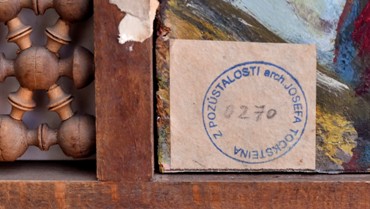 Z POZŮSTALOSTI arch JOSEFA TOCKSTEINA
0270